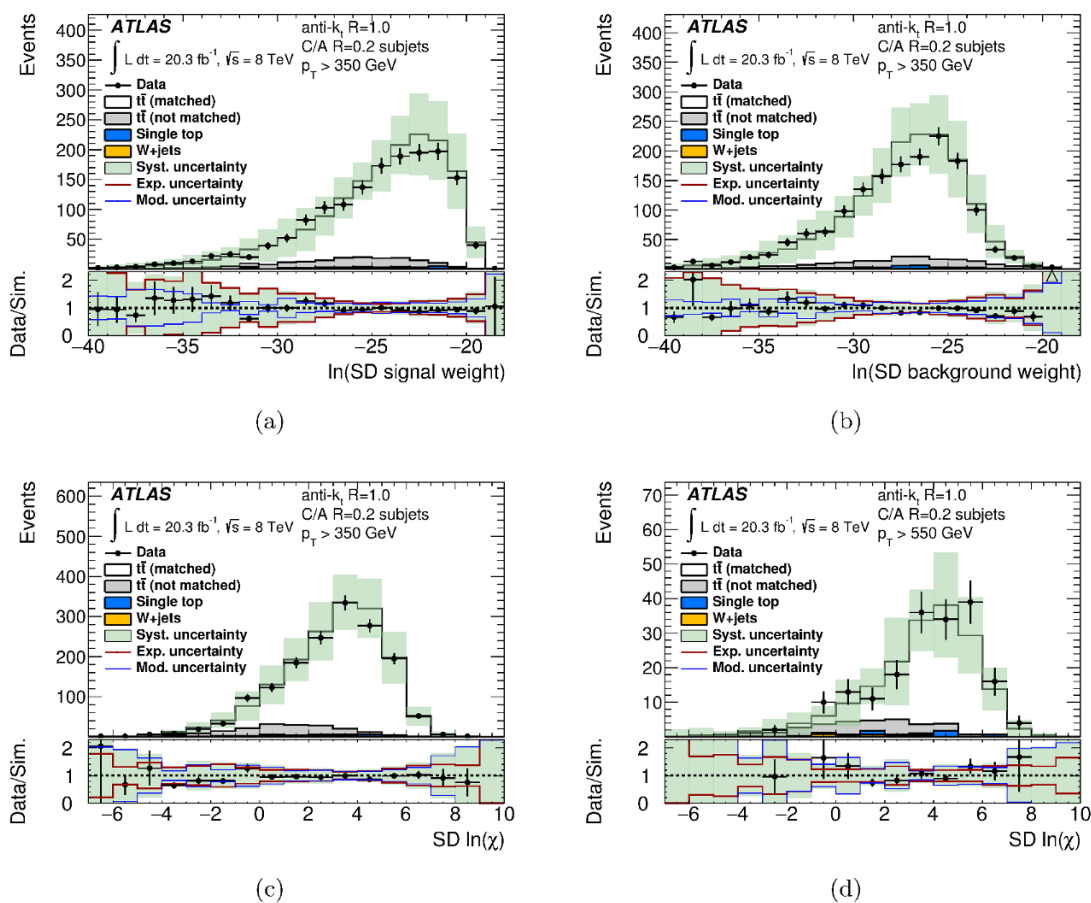 ATLAS
anti-kt R=1.0
∫ L dt = 20.3 fb-1, √s = 8 TeV
C/A R=0.2 subjets
pT > 350 GeV
Data
tt̄ (matched)
tt̄ (not matched)
Single top
W+jets
Syst. uncertainty
Exp. uncertainty
Mod. uncertainty
Events
400
350
300
250
200
150
100
50
Data/Sim.
2
1
0
−40 −35 −30 −25 −20
ln(SD signal weight)
(a)
ATLAS
anti-kt R=1.0
∫ L dt = 20.3 fb-1, √s = 8 TeV
C/A R=0.2 subjets
pT > 350 GeV
Data
tt̄ (matched)
tt̄ (not matched)
Single top
W+jets
Syst. uncertainty
Exp. uncertainty
Mod. uncertainty
Events
400
350
300
250
200
150
100
50
Data/Sim.
2
1
0
−40 −35 −30 −25 −20
ln(SD background weight)
(b)
ATLAS
anti-kt R=1.0
∫ L dt = 20.3 fb-1, √s = 8 TeV
C/A R=0.2 subjets
pT > 350 GeV
Data
tt̄ (matched)
tt̄ (not matched)
Single top
W+jets
Syst. uncertainty
Exp. uncertainty
Mod. uncertainty
Events
600
500
400
300
200
100
Data/Sim.
2
1
0
−6 −4 −2 0 2 4 6 8 10
SD ln(χ)
(c)
ATLAS
anti-kt R=1.0
∫ L dt = 20.3 fb-1, √s = 8 TeV
C/A R=0.2 subjets
pT > 550 GeV
Data
tt̄ (matched)
tt̄ (not matched)
Single top
W+jets
Syst. uncertainty
Exp. uncertainty
Mod. uncertainty
Events
70
60
50
40
30
20
10
Data/Sim.
2
1
0
−6 −4 −2 0 2 4 6 8 10
SD ln(χ)
(d)